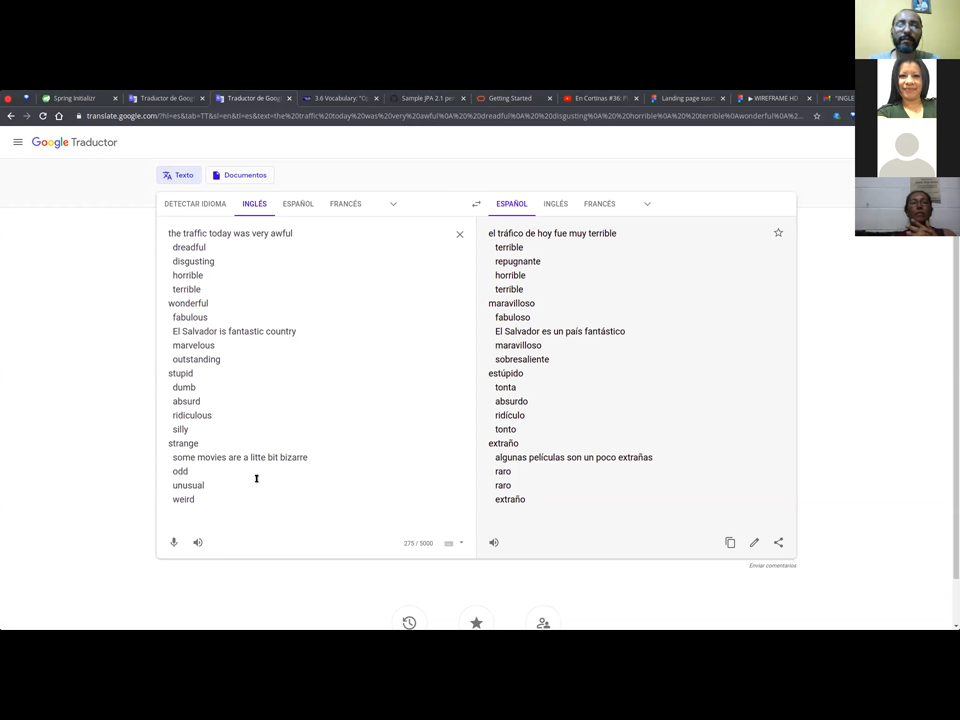 Spring Initializr
Traductor de Goog
Traductor de Goog
3.6 Vocabulary: "Op
Sample JPA 2.1 per
Getting Started
En Cortinas #36: P
Landing page sus
WIREFRAME HD
"INGLE
translate.google.com/?hl=es&tab=TT&sl=en&tl=es&text=the%20traffic%20today%20was%20very%20awful%0A%20%20dreadful%0A%20%20disgusting%0A%20%20horrible%0A%20%20terrible%0Awonderful%0A%2...
Google Traductor
Texto
Documentos
DETECTAR IDIOMA INGLÉS ESPAÑOL FRANCÉS
ESPAÑOL INGLÉS FRANCÉS
the traffic today was very awful
dreadful
disgusting
horrible
terrible
wonderful
fabulous
El Salvador is fantastic country
marvelous
outstanding
stupid
dumb
absurd
ridiculous
silly
strange
some movies are a litte bit bizarre
odd
unusual
weird
275 / 5000
el tráfico de hoy fue muy terrible
terrible
repugnante
horrible
terrible
maravilloso
fabuloso
El Salvador es un país fantástico
maravilloso
sobresaliente
estúpido
tonta
absurdo
ridículo
tonto
extraño
algunas películas son un poco extrañas
raro
raro
extraño
Enviar comentarios